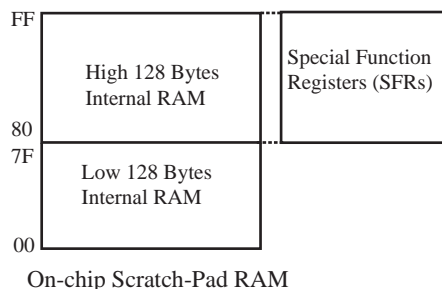 FF
High 128 Bytes
Internal RAM
Special Function
Registers (SFRs)
80
7F
Low 128 Bytes
Internal RAM
00
On-chip Scratch-Pad RAM